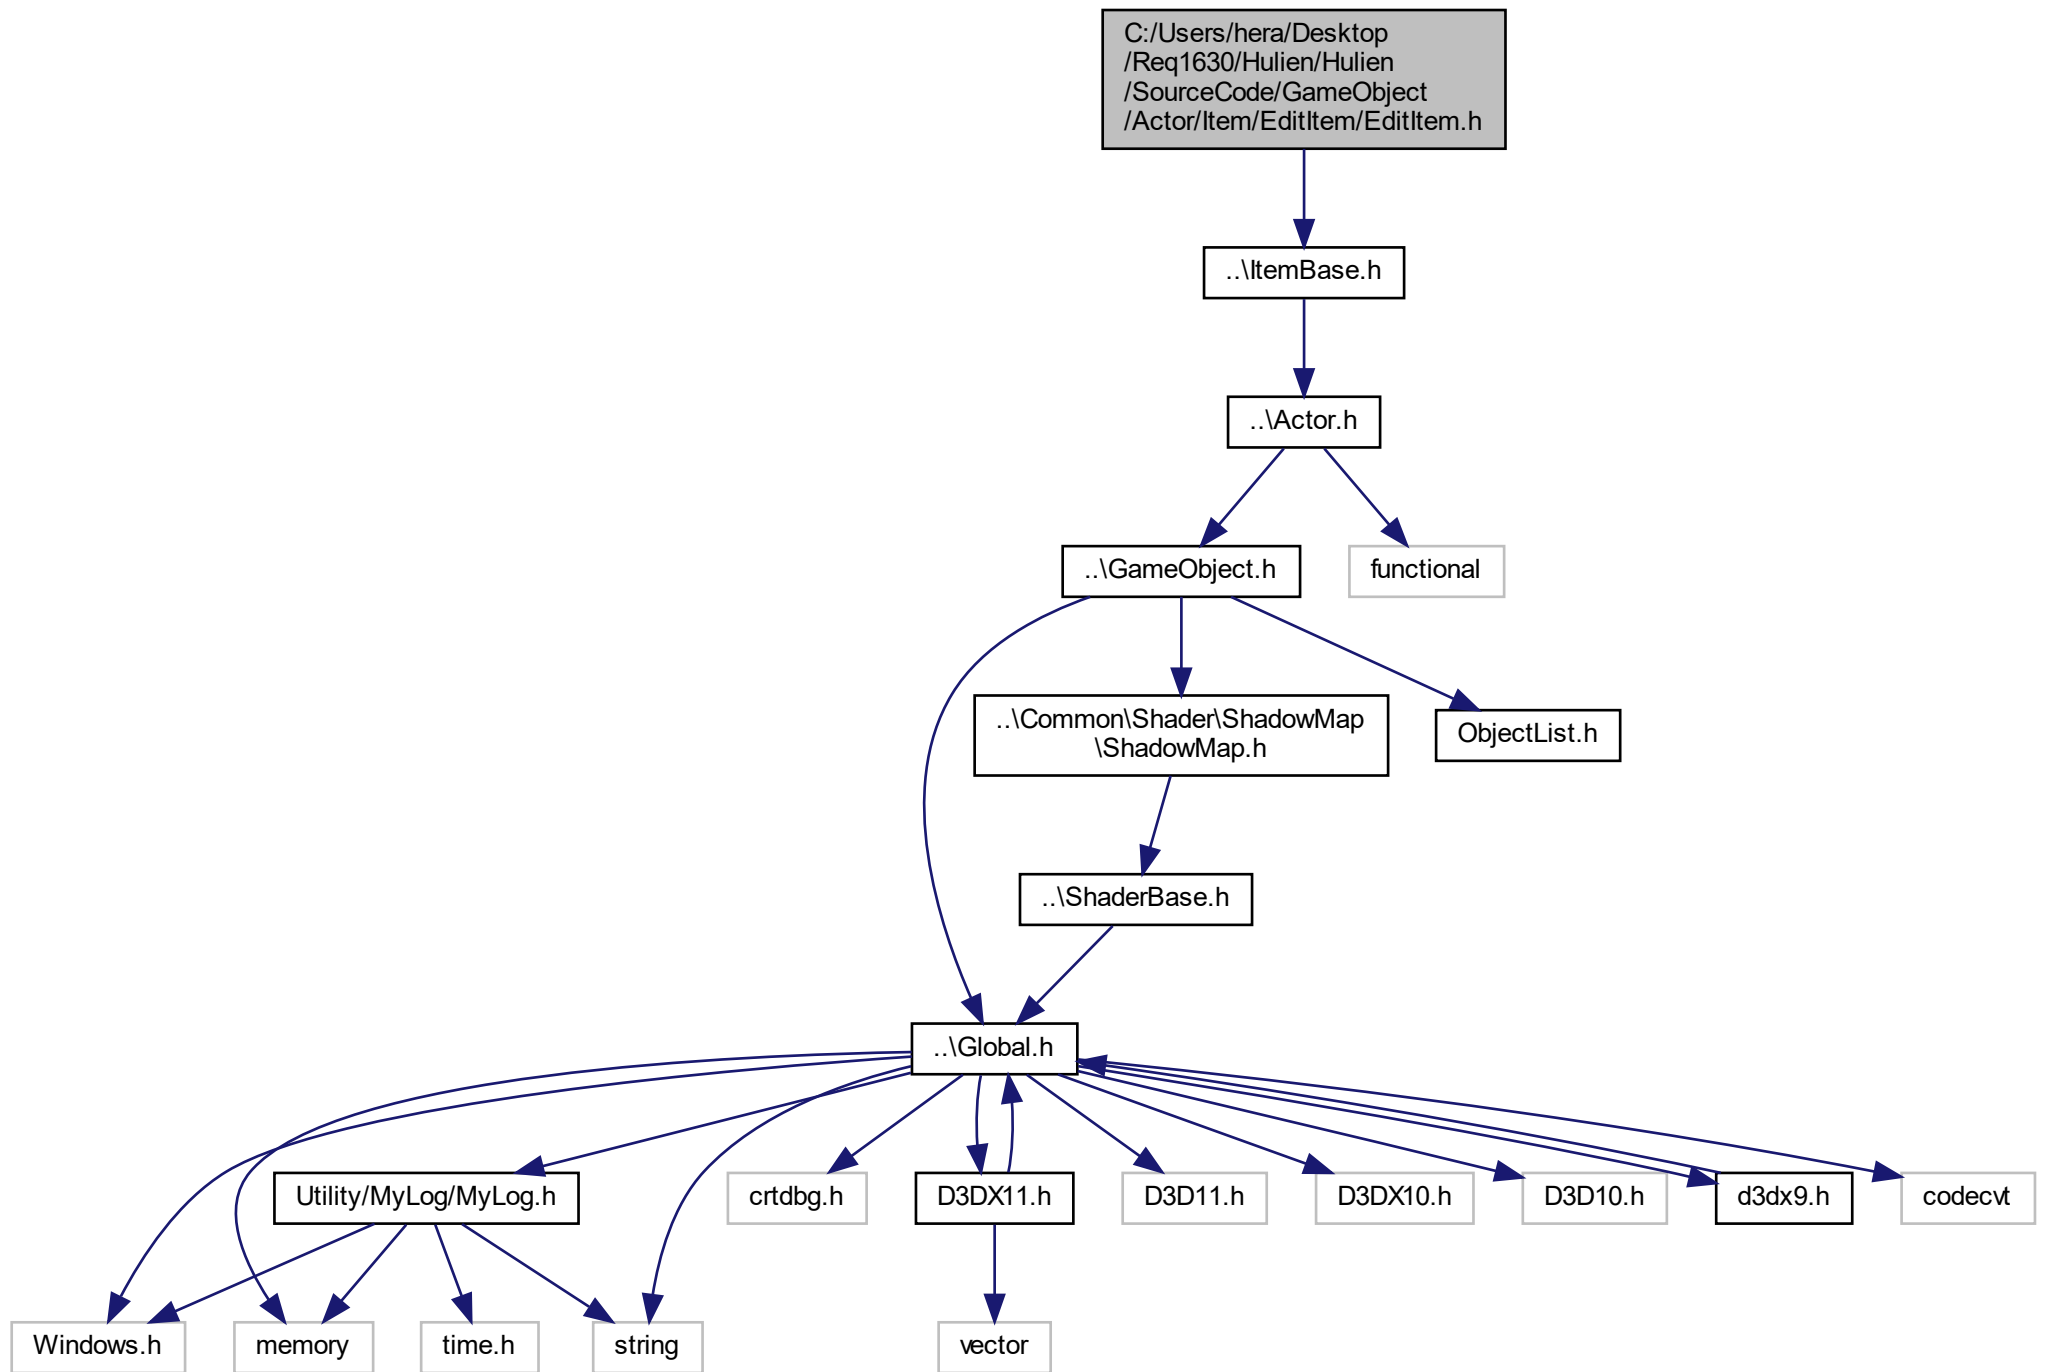 C:/Users/hera/Desktop
/Req1630/Hulien/Hulien
/SourceCode/GameObject
/Actor/Item/EditItem/EditItem.h
..\ItemBase.h
..\Actor.h
..\GameObject.h
functional
..\Common\Shader\ShadowMap
\ShadowMap.h
ObjectList.h
..\ShaderBase.h
..\Global.h
Utility/MyLog/MyLog.h
crtdbg.h
D3DX11.h
D3D11.h
D3DX10.h
D3D10.h
d3dx9.h
codecvt
Windows.h
memory
time.h
string
vector